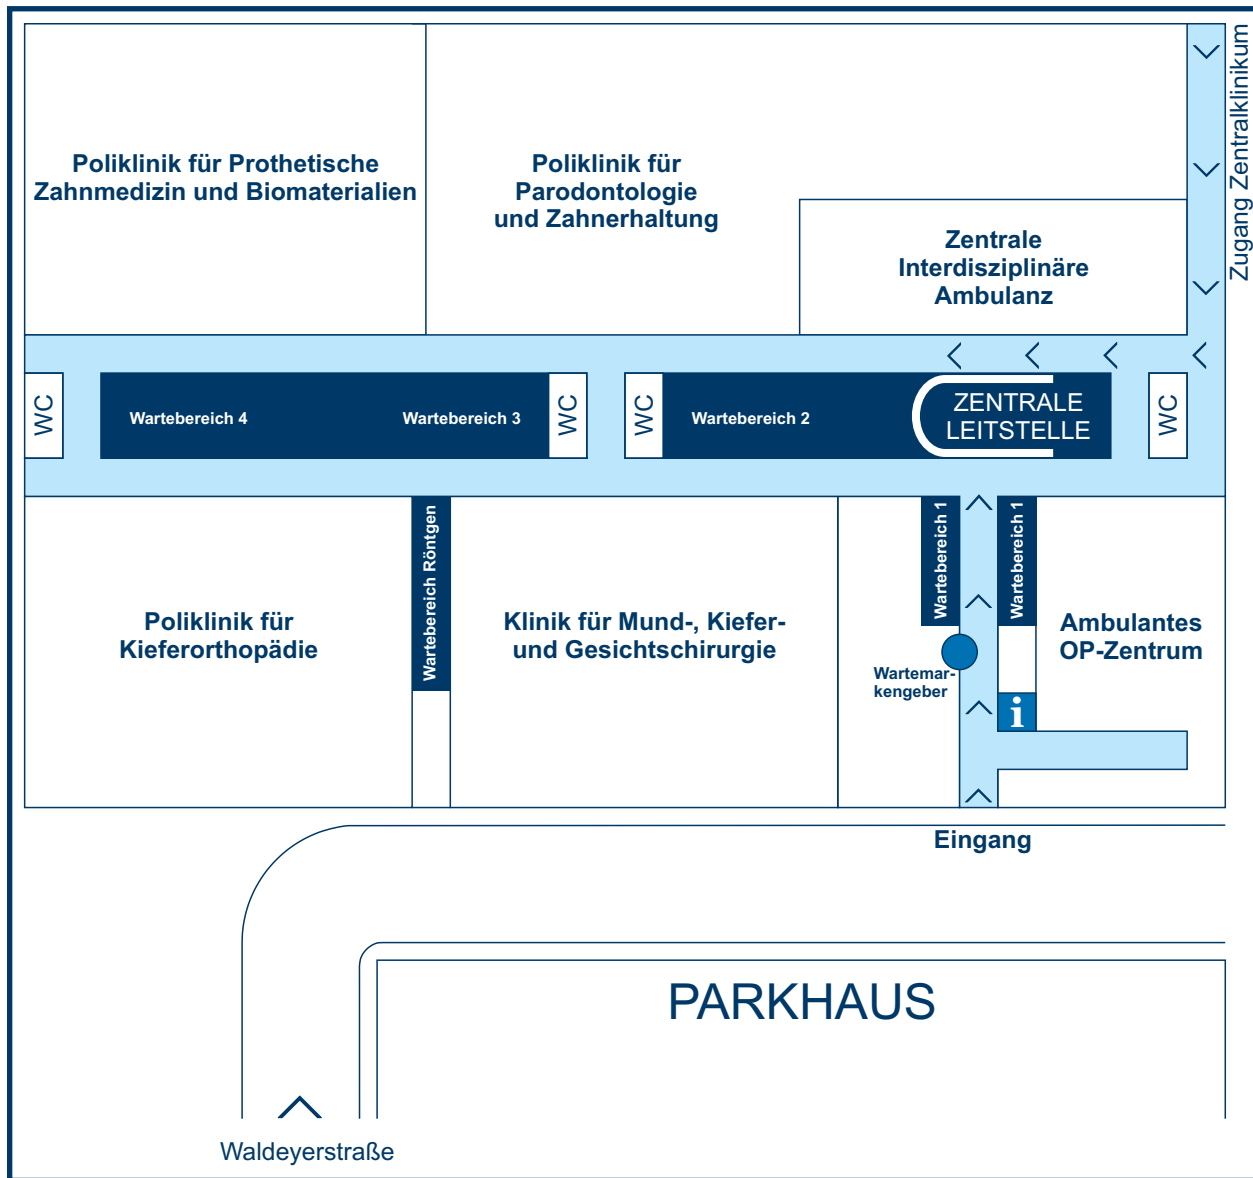 Zugang Zentralklinikum
Poliklinik für Prothetische
Zahnmedizin und Biomaterialien
Poliklinik für
Parodontologie
und Zahnerhaltung
Zentrale
Interdisziplinäre
Ambulanz
WC
Wartebereich 4
Wartebereich 3
WC
WC
Wartebereich 2
ZENTRALE
LEITSTELLE
WC
Poliklinik für
Kieferorthopädie
Wartebereich Röntgen
Klinik für Mund-, Kiefer-
und Gesichtschirurgie
Wartebereich 1
Wartebereich 1
Wartemar-
kengeber
i
Ambulantes
OP-Zentrum
Eingang
PARKHAUS
Waldeyerstraße